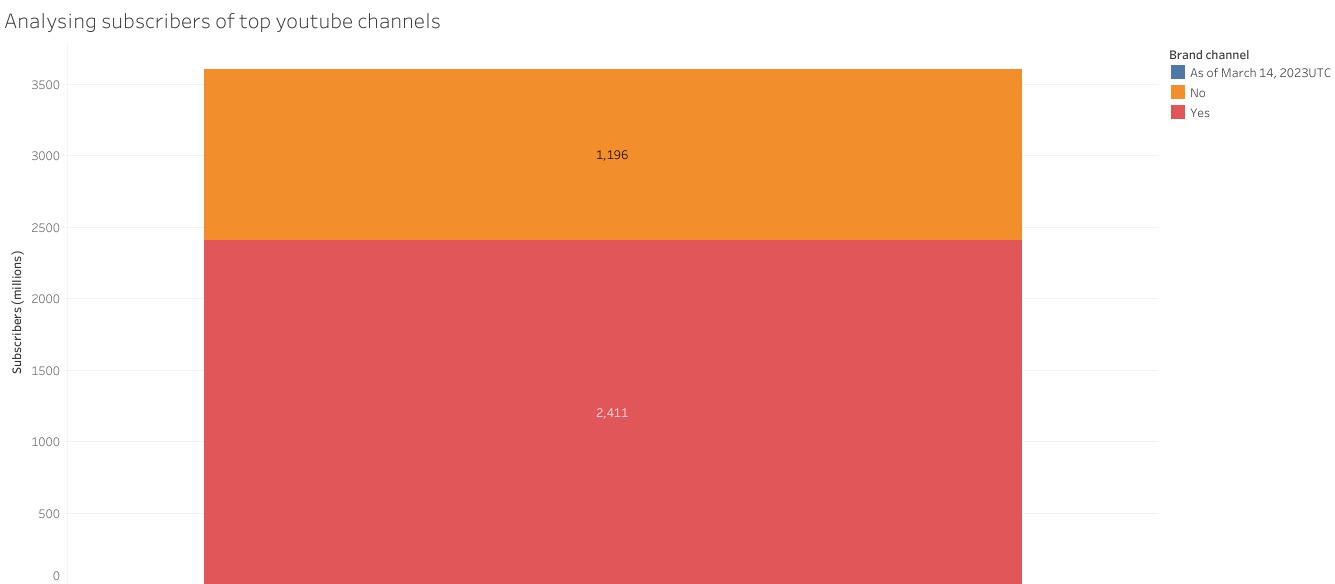 Analysing subscribers of top youtube channels
Brand channel
As of March 14, 2023UTC
No
Yes
Subscribers (millions)
3500
3000
2500
2000
1500
1000
500
0
1,196
2,411